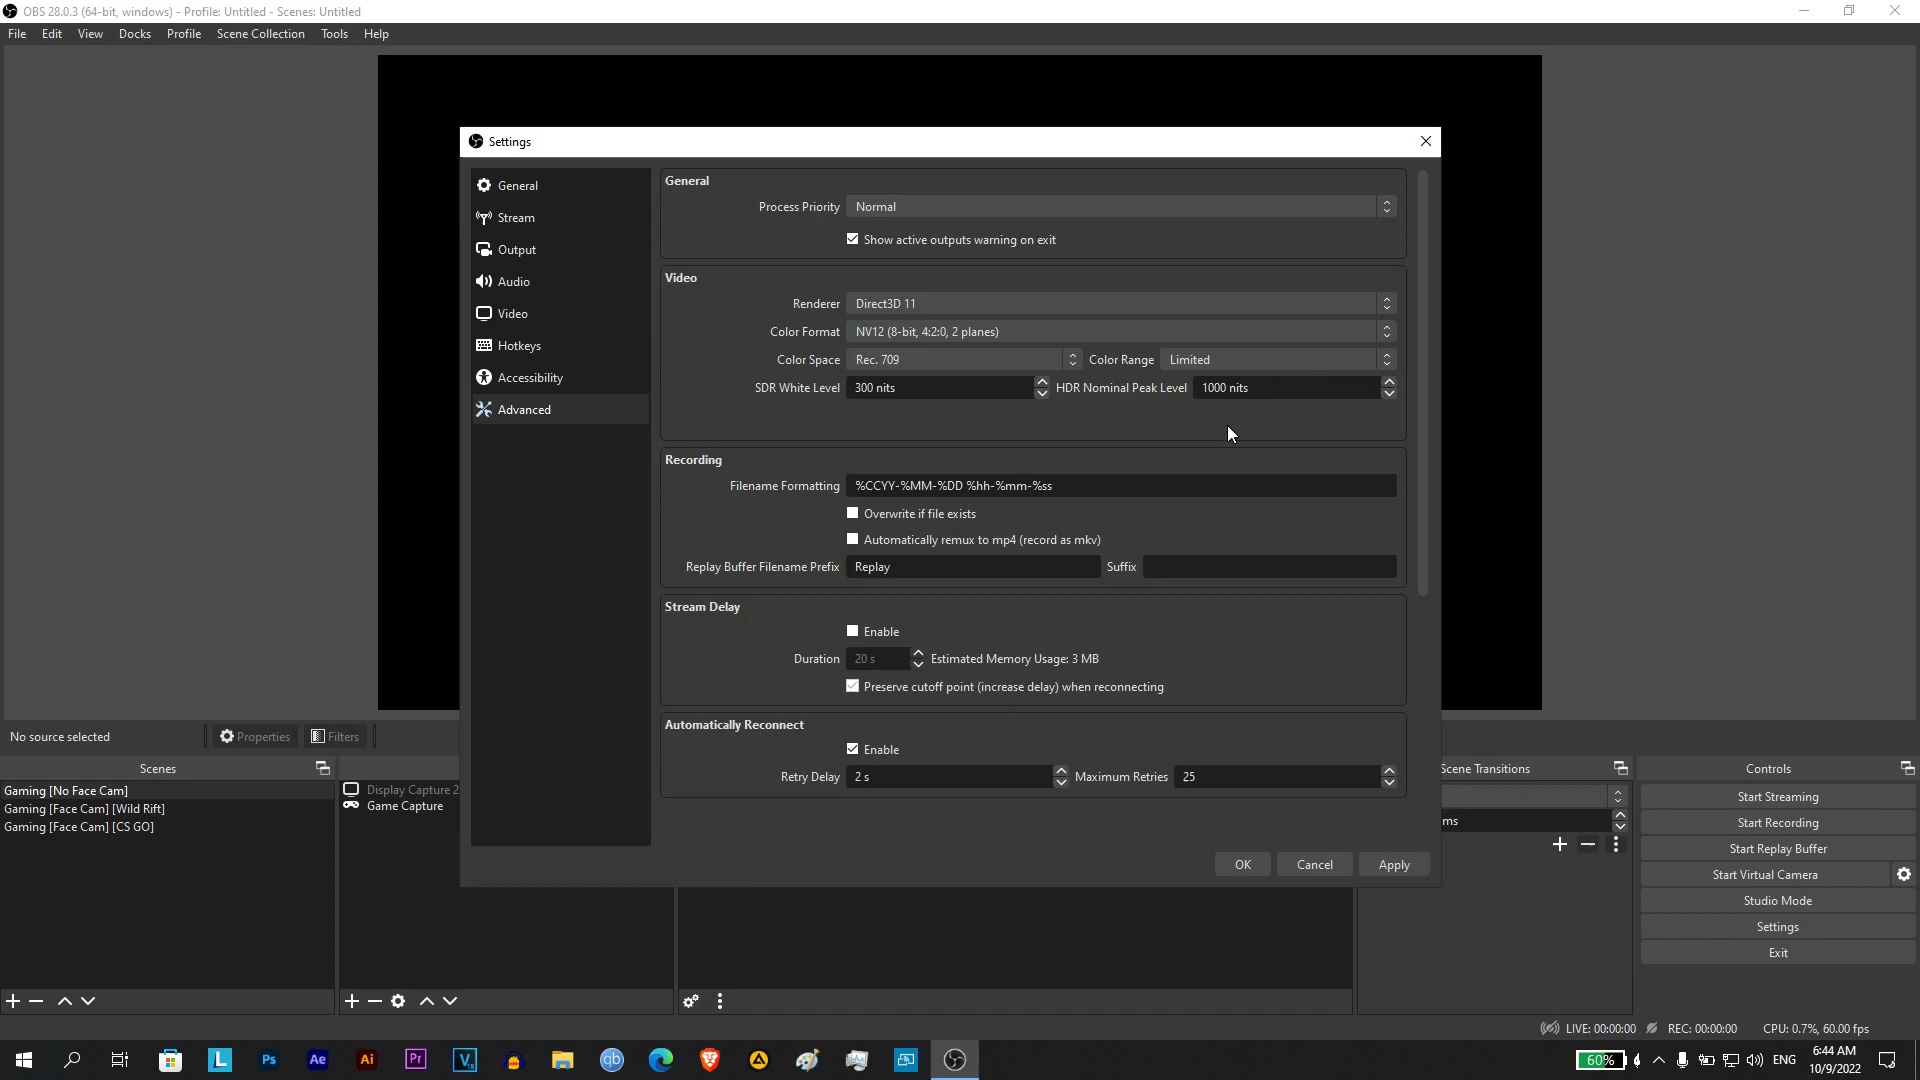 OBS 28.0.3 (64-bit, windows) - Profile: Untitled - Scenes: Untitled
File Edit View Docks Profile Scene Collection Tools Help
Settings
General
Stream
Output
Audio
Video
Hotkeys
Accessibility
Advanced
General
Process Priority Normal
Show active outputs warning on exit
Video
Renderer Direct3D 11
Color Format NV12 (8-bit, 4:2:0, 2 planes)
Color Space Rec. 709 Color Range Limited
SDR White Level 300 nits HDR Nominal Peak Level 1000 nits
Recording
Filename Formatting %CCYY-%MM-%DD %hh-%mm-%ss
Overwrite if file exists
Automatically remux to mp4 (record as mkv)
Replay Buffer Filename Prefix Replay Suffix
Stream Delay
Enable
Duration 20 s Estimated Memory Usage: 3 MB
Preserve cutoff point (increase delay) when reconnecting
Automatically Reconnect
Enable
Retry Delay 2 s Maximum Retries 25
OK Cancel Apply
No source selected Properties Filters
Scenes
Gaming [No Face Cam]
Gaming [Face Cam] [Wild Rift]
Gaming [Face Cam] [CS GO]
Display Capture 2
Game Capture
Scene Transitions
ms
Controls
Start Streaming
Start Recording
Start Replay Buffer
Start Virtual Camera
Studio Mode
Settings
Exit
LIVE: 00:00:00 REC: 00:00:00 CPU: 0.7%, 60.00 fps
L Ps Ae Ai Pr V 18 qb
60% ENG 6:44 AM
10/9/2022